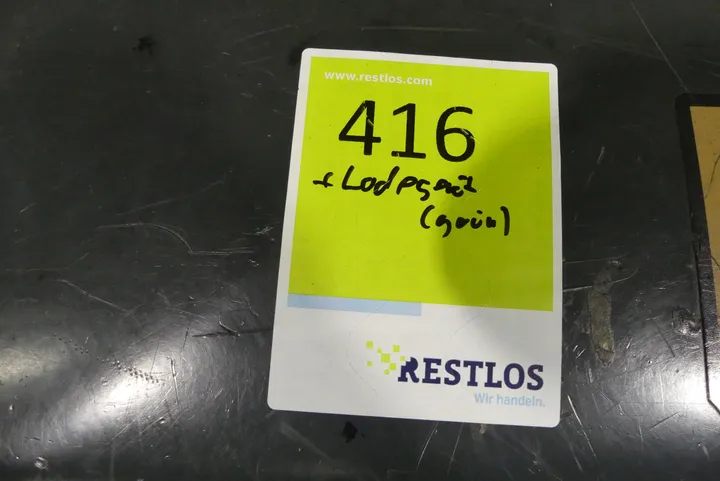 www.restlos.com
416
+ Ladegerät
(grün)
RESTLOS
Wir handeln.